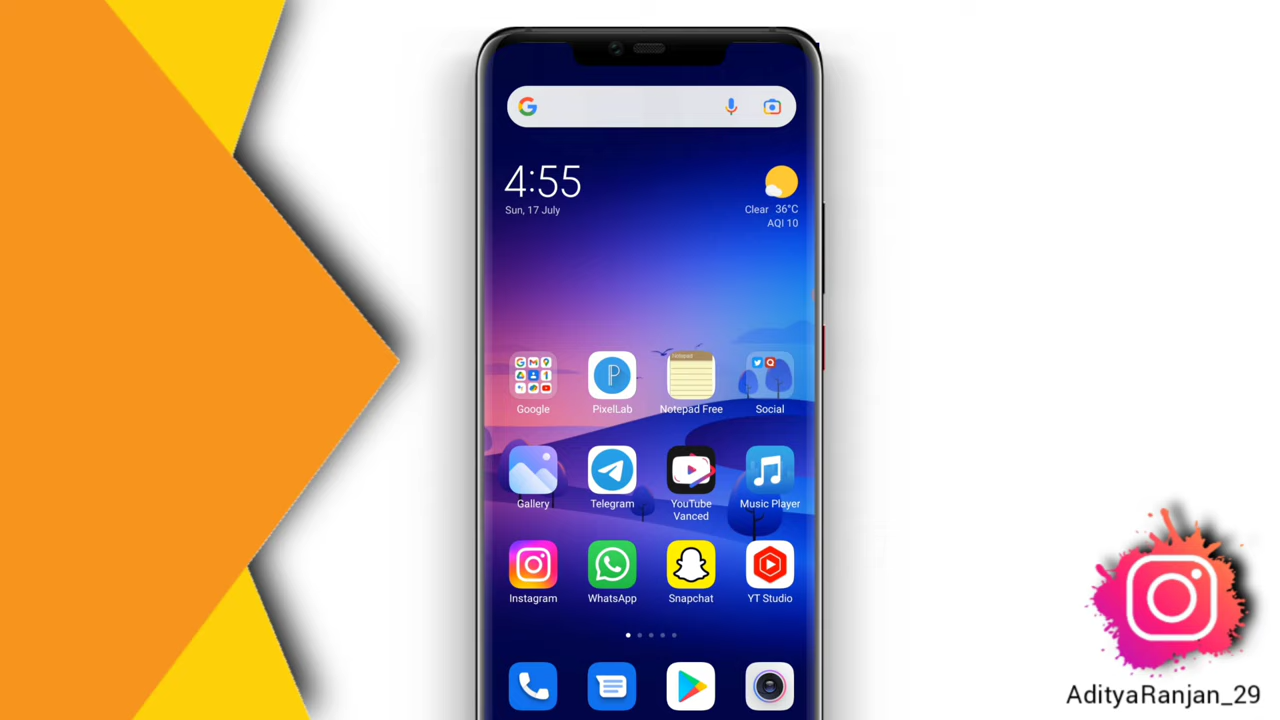 4:55
Sun, 17 July
Clear 36°C
AQI 10
Notepad
Google
PixelLab
Notepad Free
Social
Gallery
Telegram
YouTube
Vanced
Music Player
Instagram
WhatsApp
Snapchat
YT Studio
AdityaRanjan_29